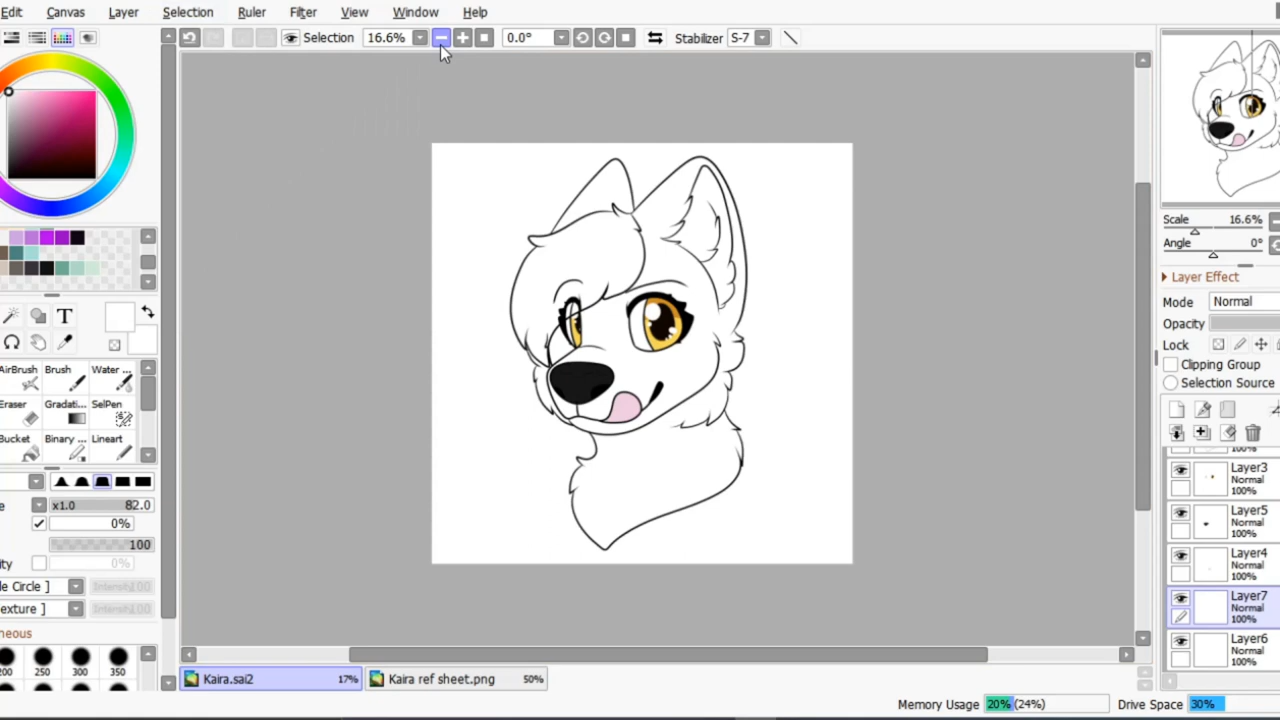 Edit Canvas Layer Selection Ruler Filter View Window Help
Selection 16.6% 0.0° Stabilizer S-7
Scale 16.6%
Angle 0°
Layer Effect
Mode Normal
Opacity
Lock
Clipping Group
Selection Source
T
AirBrush Brush Water ...
Eraser Gradati... SelPen
Bucket Binary ... Lineart
x1.0 82.0
0%
100
0%
le Circle ]
exture ]
neous
200 250 300 350
100%
Layer3
Normal
100%
Layer5
Normal
100%
Layer4
Normal
100%
Layer7
Normal
100%
Layer6
Normal
100%
Kaira.sai2 17% Kaira ref sheet.png 50%
Memory Usage 20% (24%) Drive Space 30%